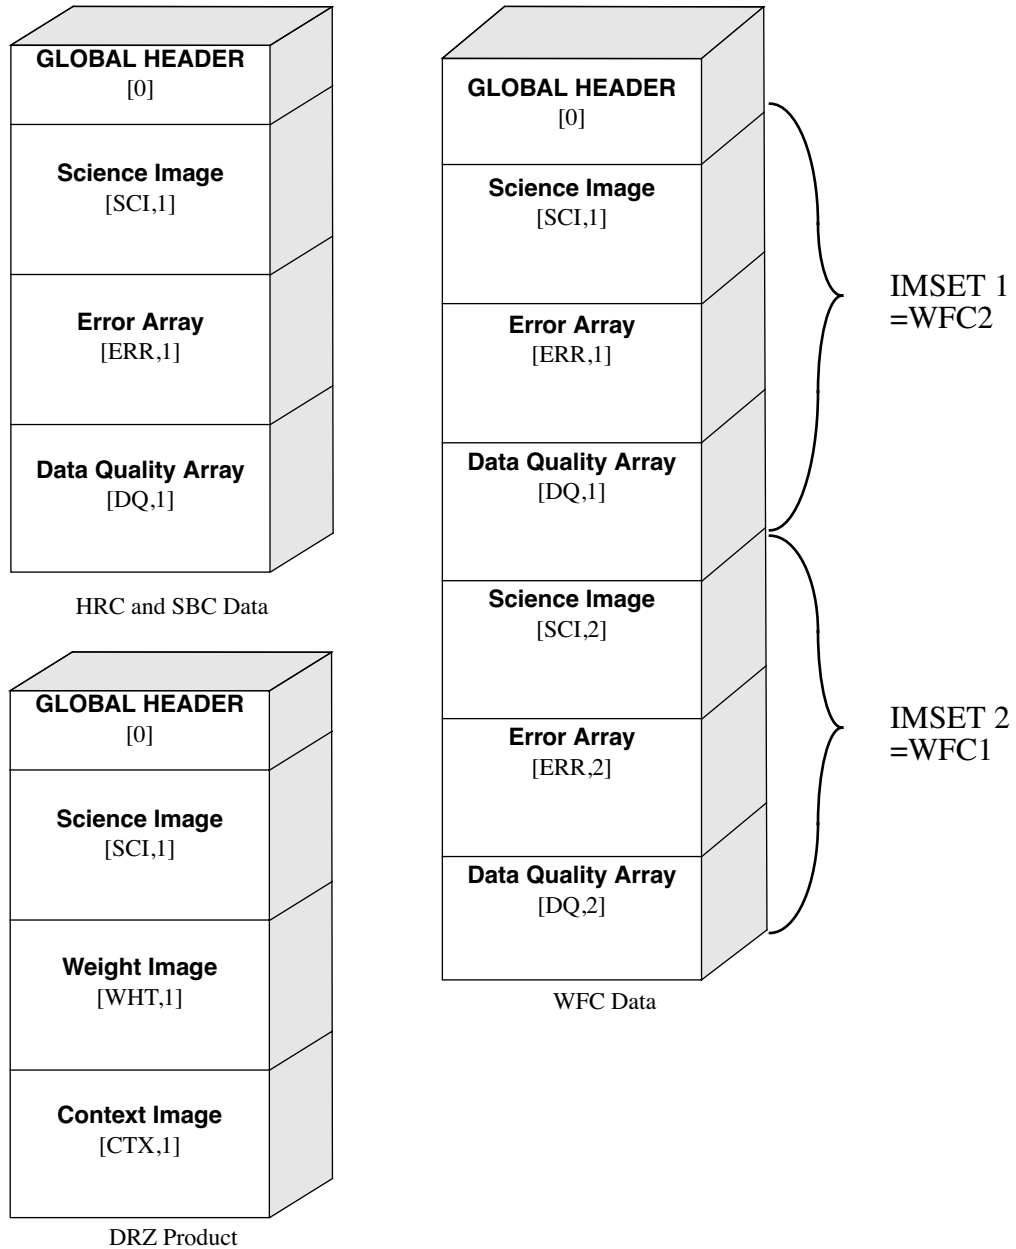 GLOBAL HEADER
[0]
Science Image
[SCI,1]
Error Array
[ERR,1]
Data Quality Array
[DQ,1]
HRC and SBC Data
GLOBAL HEADER
[0]
Science Image
[SCI,1]
Weight Image
[WHT,1]
Context Image
[CTX,1]
DRZ Product
GLOBAL HEADER
[0]
Science Image
[SCI,1]
Error Array
[ERR,1]
Data Quality Array
[DQ,1]
Science Image
[SCI,2]
Error Array
[ERR,2]
Data Quality Array
[DQ,2]
WFC Data
IMSET 1
=WFC2
IMSET 2
=WFC1